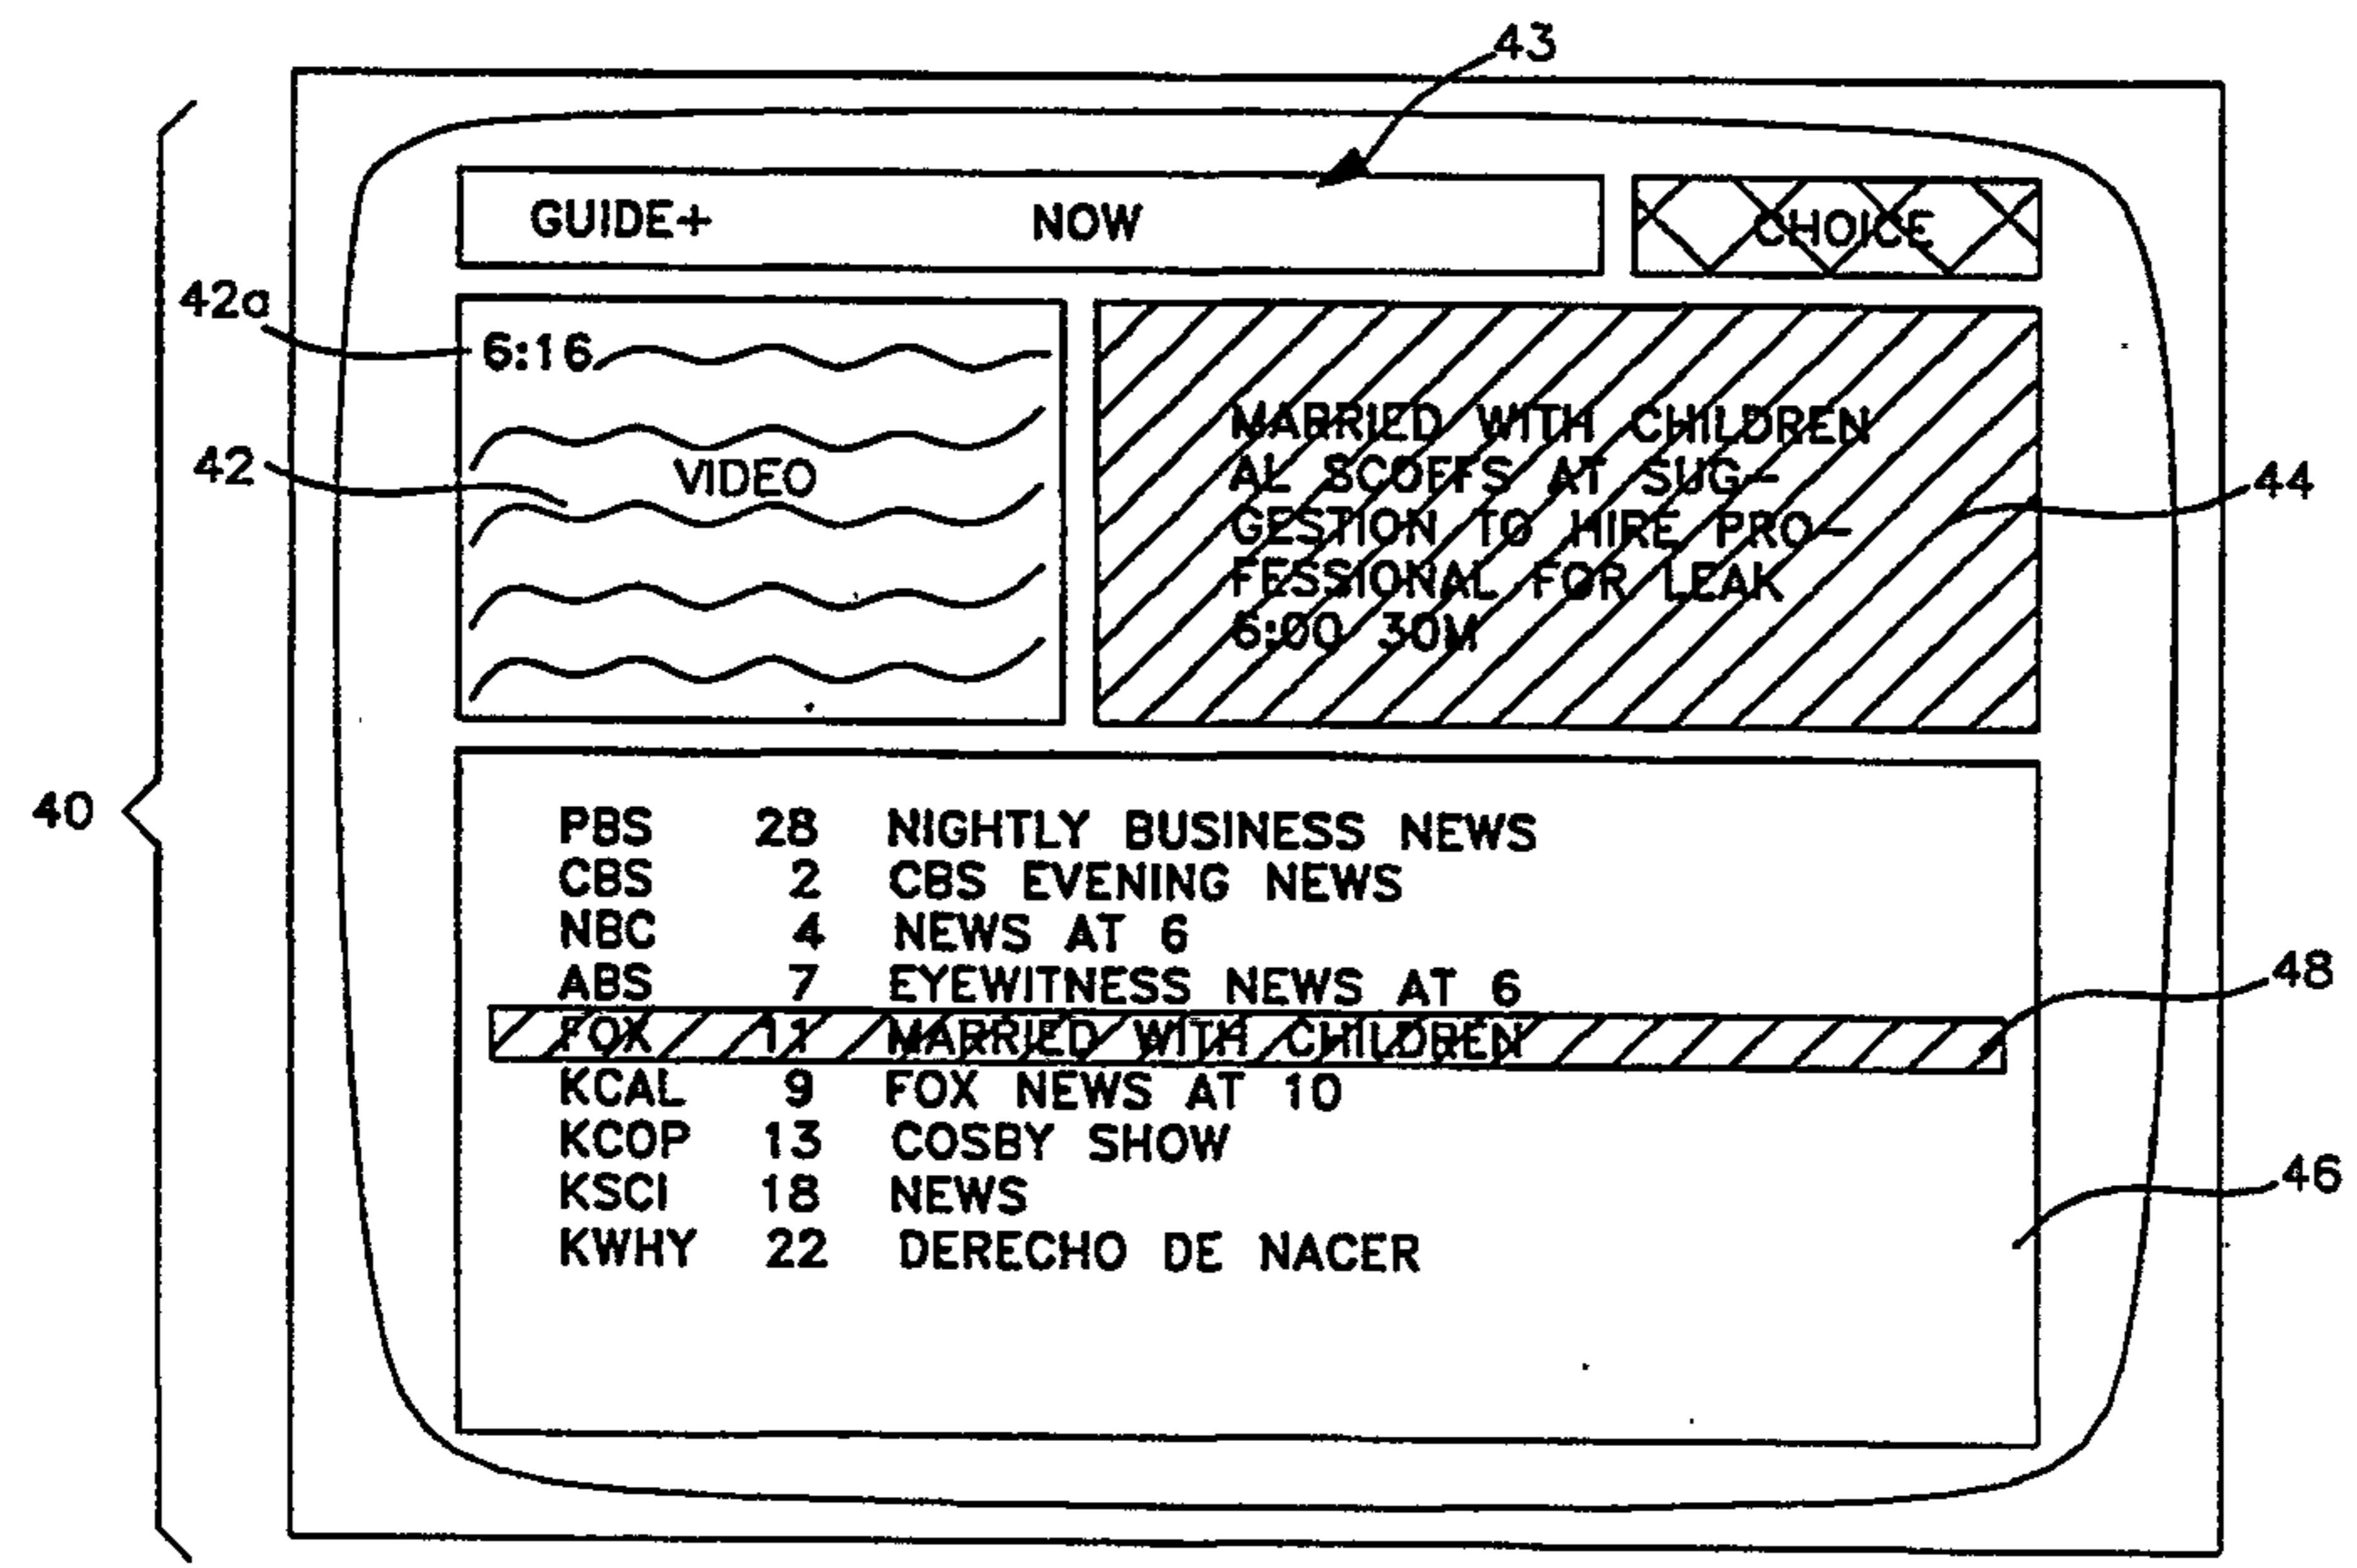 43
GUIDE+ NOW CHOICE
42a
6:16
42
VIDEO
MARRIED WITH CHILDREN
AL SCOFFS AT SUG-
GESTION TO HIRE PRO-
FESSIONAL FOR LEAK
6:00 30M
44
40
PBS 28 NIGHTLY BUSINESS NEWS
CBS 2 CBS EVENING NEWS
NBC 4 NEWS AT 6
ABS 7 EYEWITNESS NEWS AT 6
48
FOX 11 MARRIED WITH CHILDREN
KCAL 9 FOX NEWS AT 10
KCOP 13 COSBY SHOW
46
KSCI 18 NEWS
KWHY 22 DERECHO DE NACER